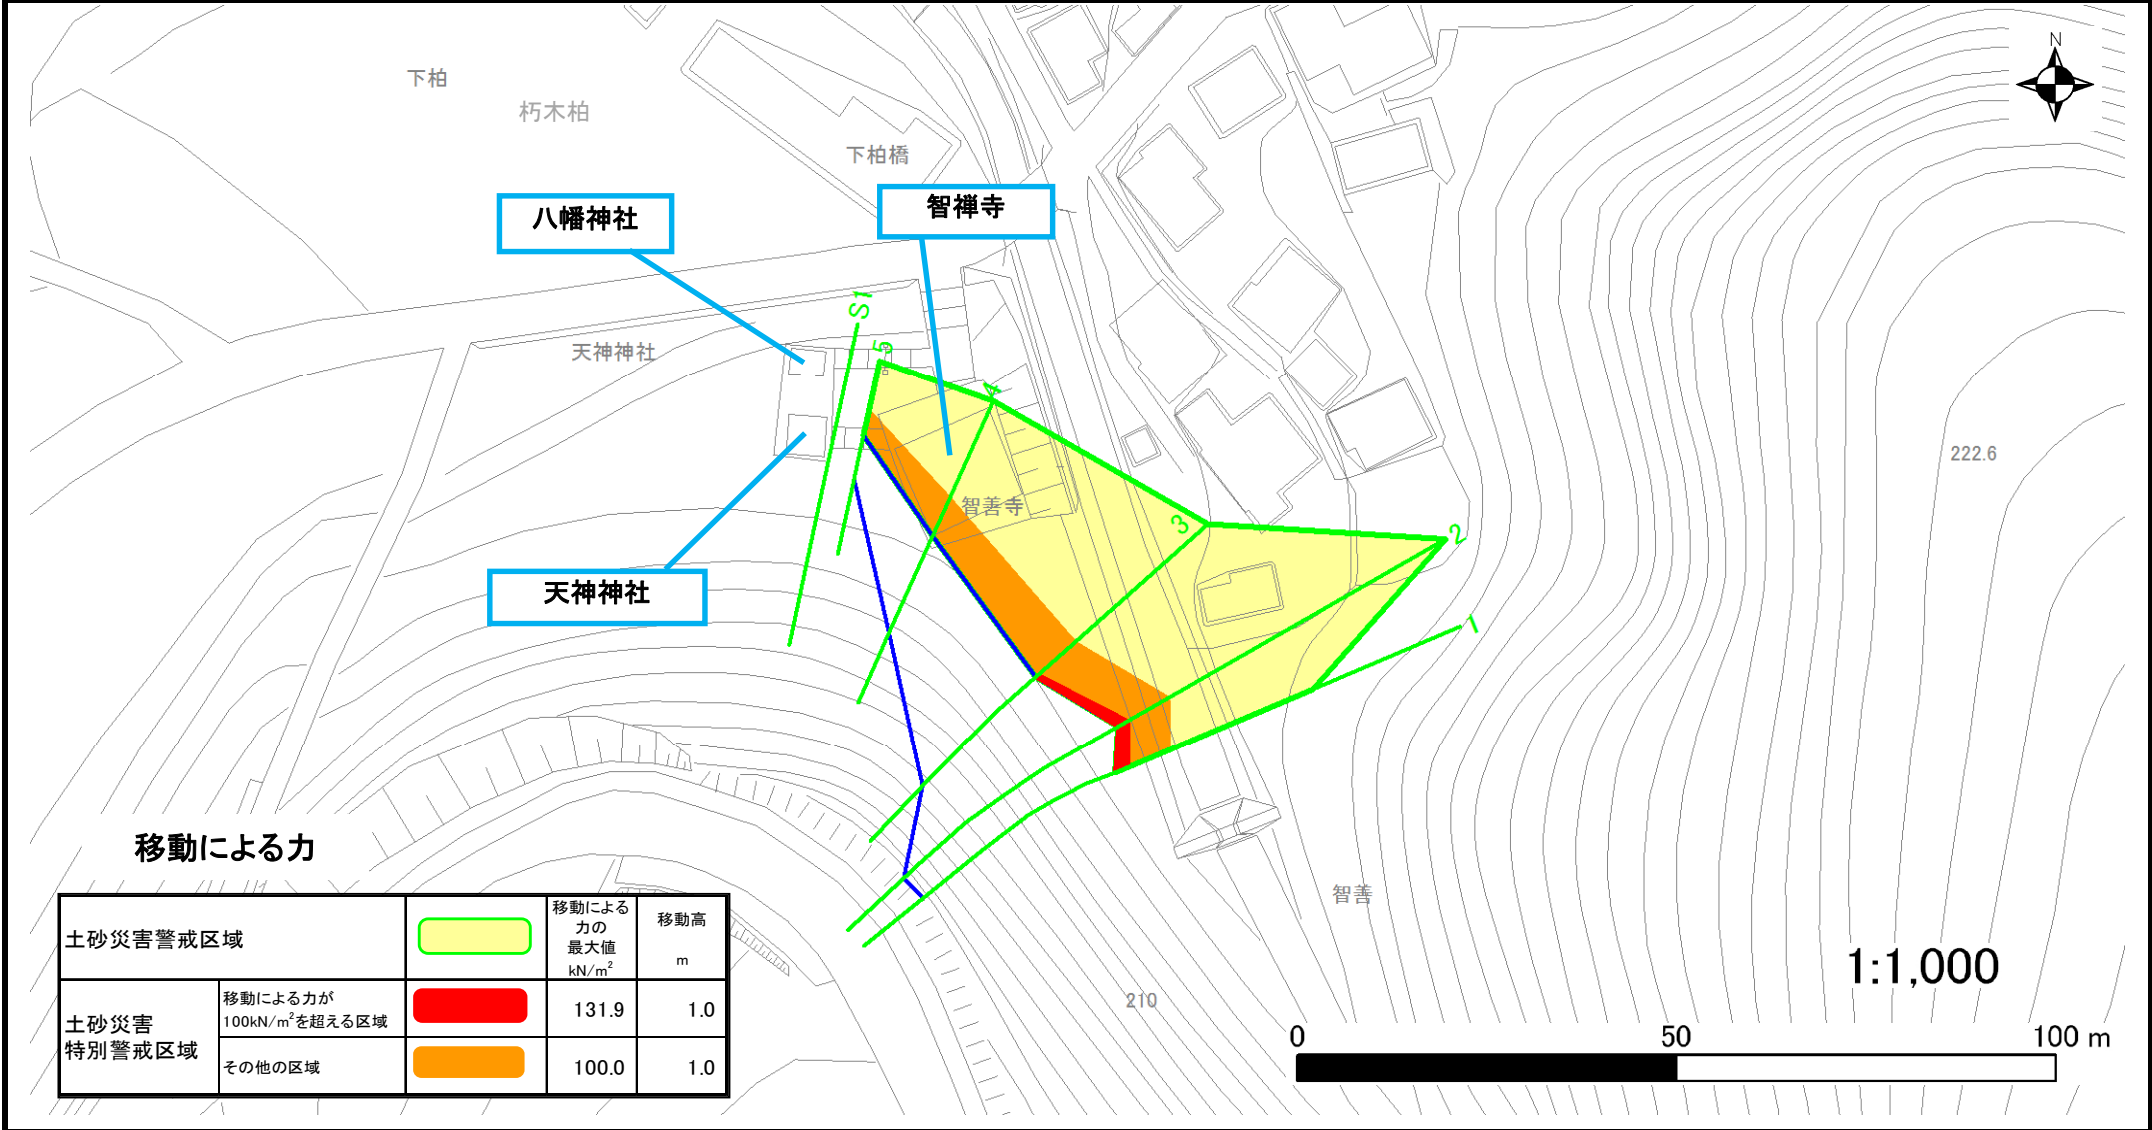 下柏
朽木柏
下柏橋
N
八幡神社
智禅寺
S1
5
天神神社
4
222.6
智善寺
3
2
天神神社
1
移動による力
智善
210
1:1,000
0 50 100 m
土砂災害警戒区域
移動による
力の
最大値
kN/m²
移動高
m
土砂災害
特別警戒区域
移動による力が
100kN/m²を超える区域
131.9 1.0
その他の区域
100.0 1.0